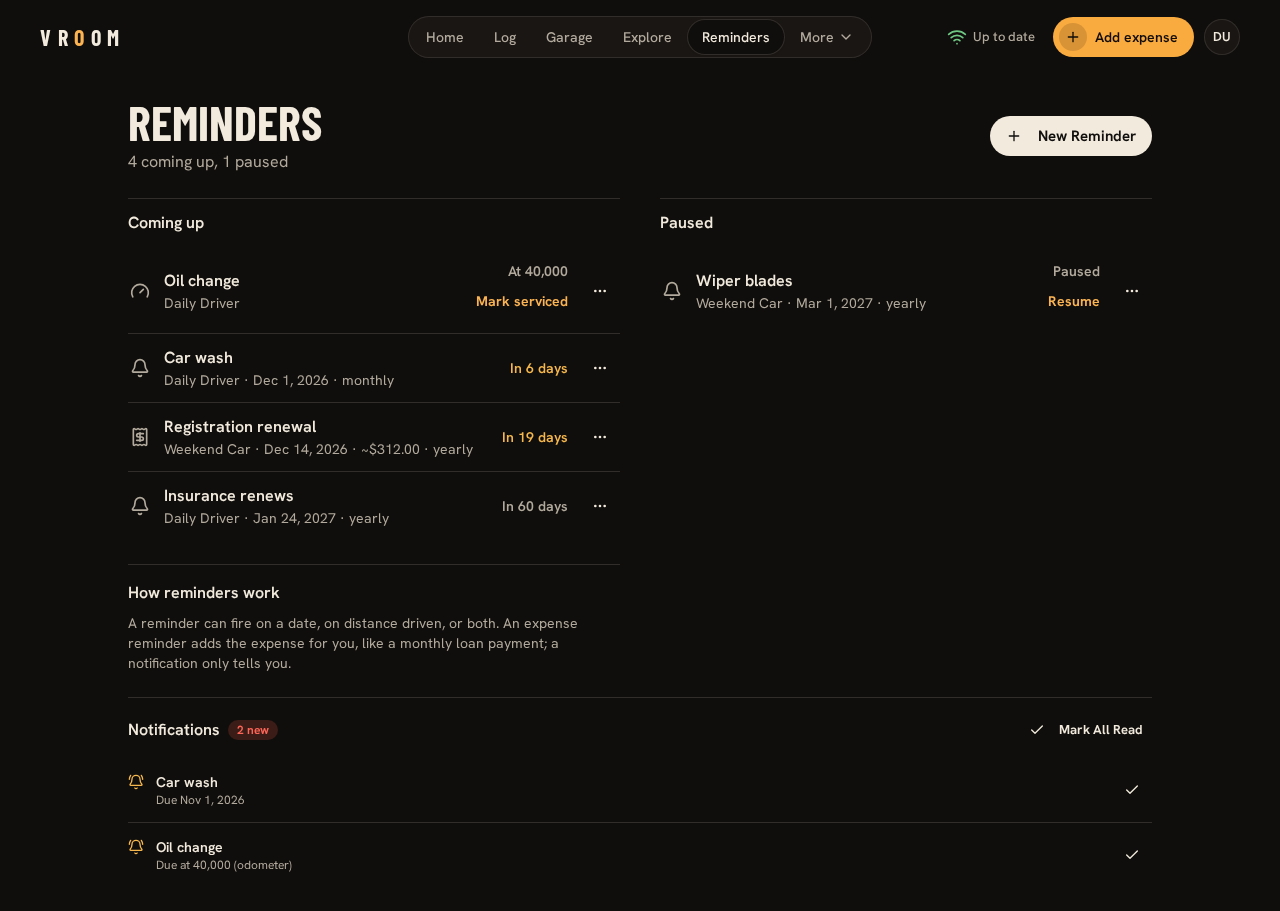 VROOM
Home
Log
Garage
Explore
Reminders
More
Up to date
Add expense
DU
REMINDERS
4 coming up, 1 paused
New Reminder
Coming up
Oil change
Daily Driver
At 40,000
Mark serviced
Car wash
Daily Driver · Dec 1, 2026 · monthly
In 6 days
Registration renewal
Weekend Car · Dec 14, 2026 · ~$312.00 · yearly
In 19 days
Insurance renews
Daily Driver · Jan 24, 2027 · yearly
In 60 days
Paused
Wiper blades
Weekend Car · Mar 1, 2027 · yearly
Paused
Resume
How reminders work
A reminder can fire on a date, on distance driven, or both. An expense
reminder adds the expense for you, like a monthly loan payment; a
notification only tells you.
Notifications
2 new
Mark All Read
Car wash
Due Nov 1, 2026
Oil change
Due at 40,000 (odometer)